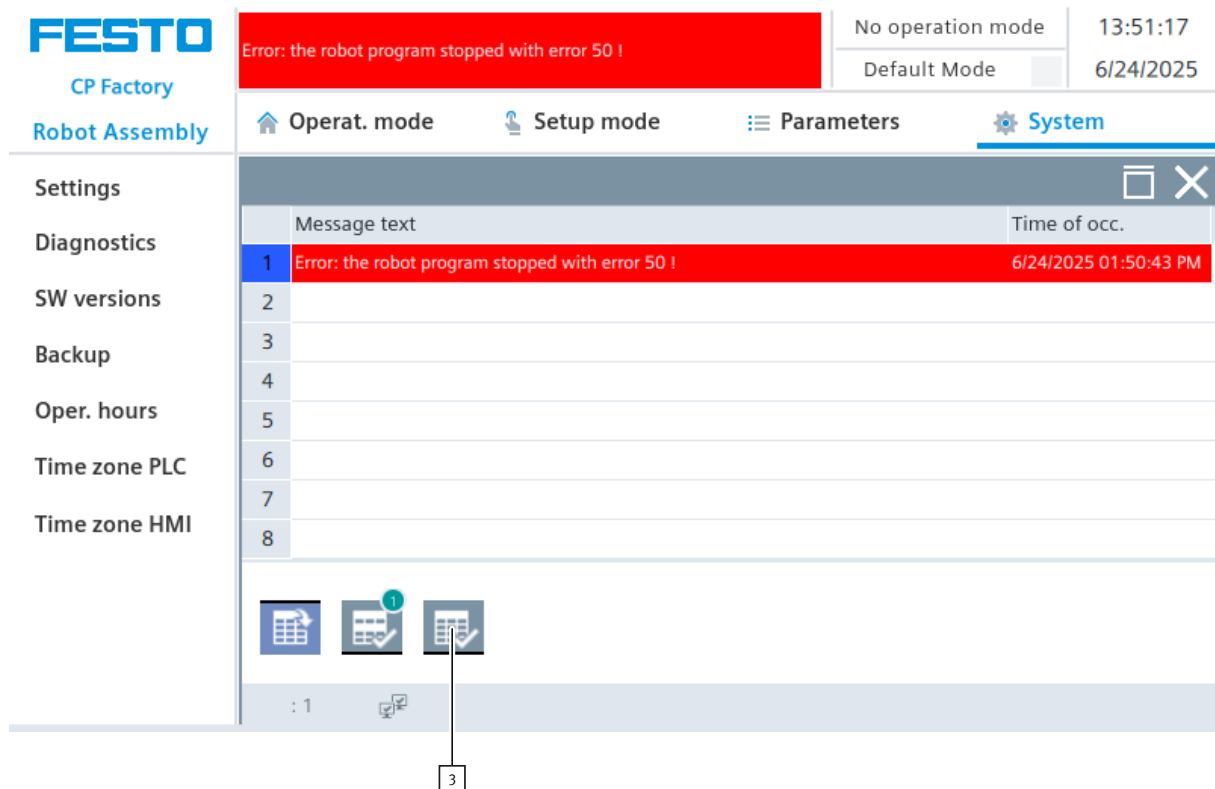 FESTO
CP Factory
Robot Assembly
Error: the robot program stopped with error 50 !
No operation mode
Default Mode
13:51:17
6/24/2025
Operat. mode
Setup mode
Parameters
System
Settings
Diagnostics
SW versions
Backup
Oper. hours
Time zone PLC
Time zone HMI
Message text Time of occ.
1 Error: the robot program stopped with error 50 ! 6/24/2025 01:50:43 PM
2
3
4
5
6
7
8
1
: 1
3